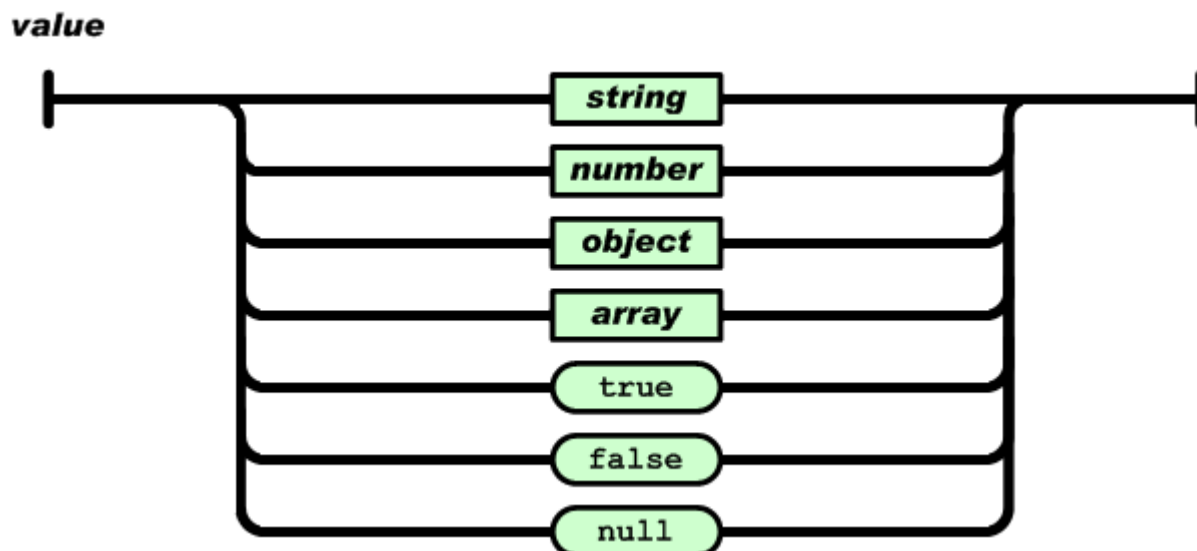 value
string
number
object
array
true
false
null